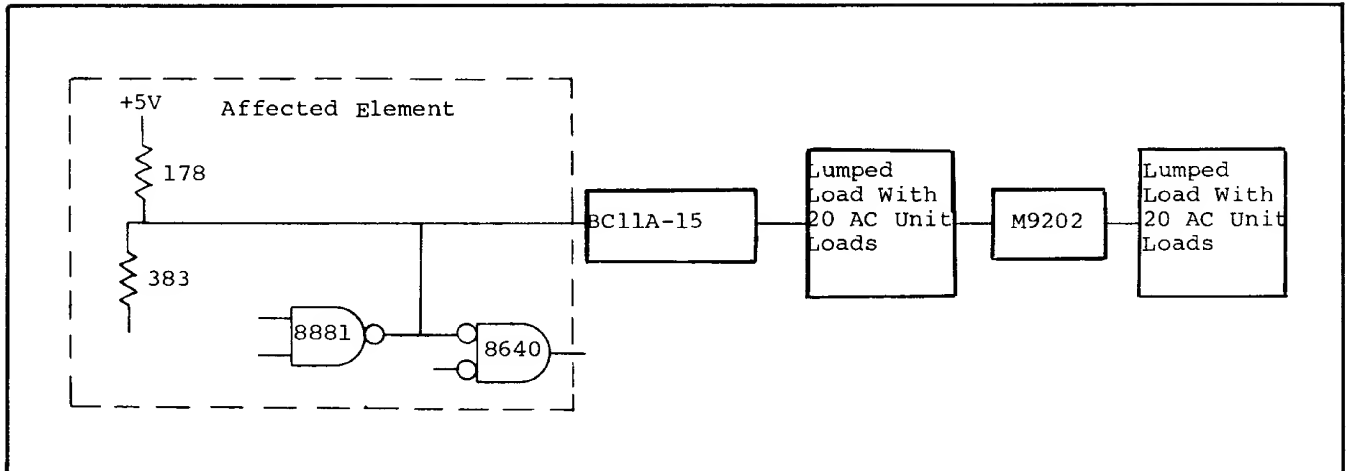 +5V
Affected Element
178
383
8881
8640
BC11A-15
Lumped
Load With
20 AC Unit
Loads
M9202
Lumped
Load With
20 AC Unit
Loads